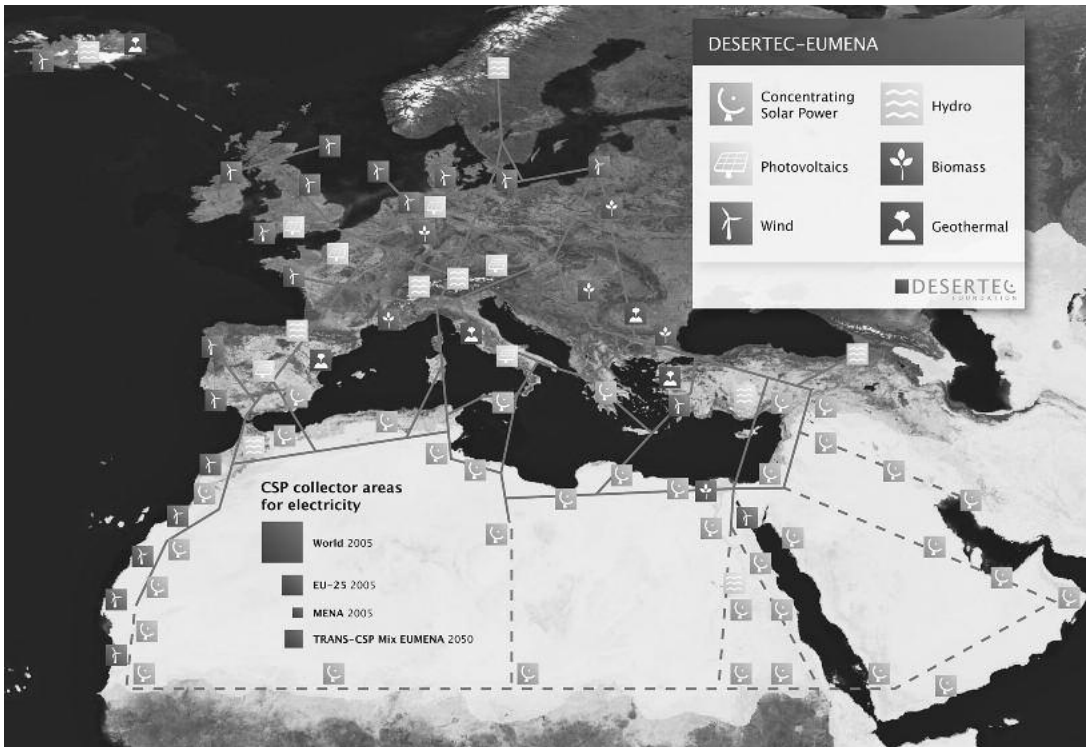 DESERTEC–EUMENA
Concentrating
Solar Power
Hydro
Photovoltaics
Biomass
Wind
Geothermal
DESERTEC
FOUNDATION
CSP collector areas
for electricity
World 2005
EU–25 2005
MENA 2005
TRANS–CSP Mix EUMENA 2050